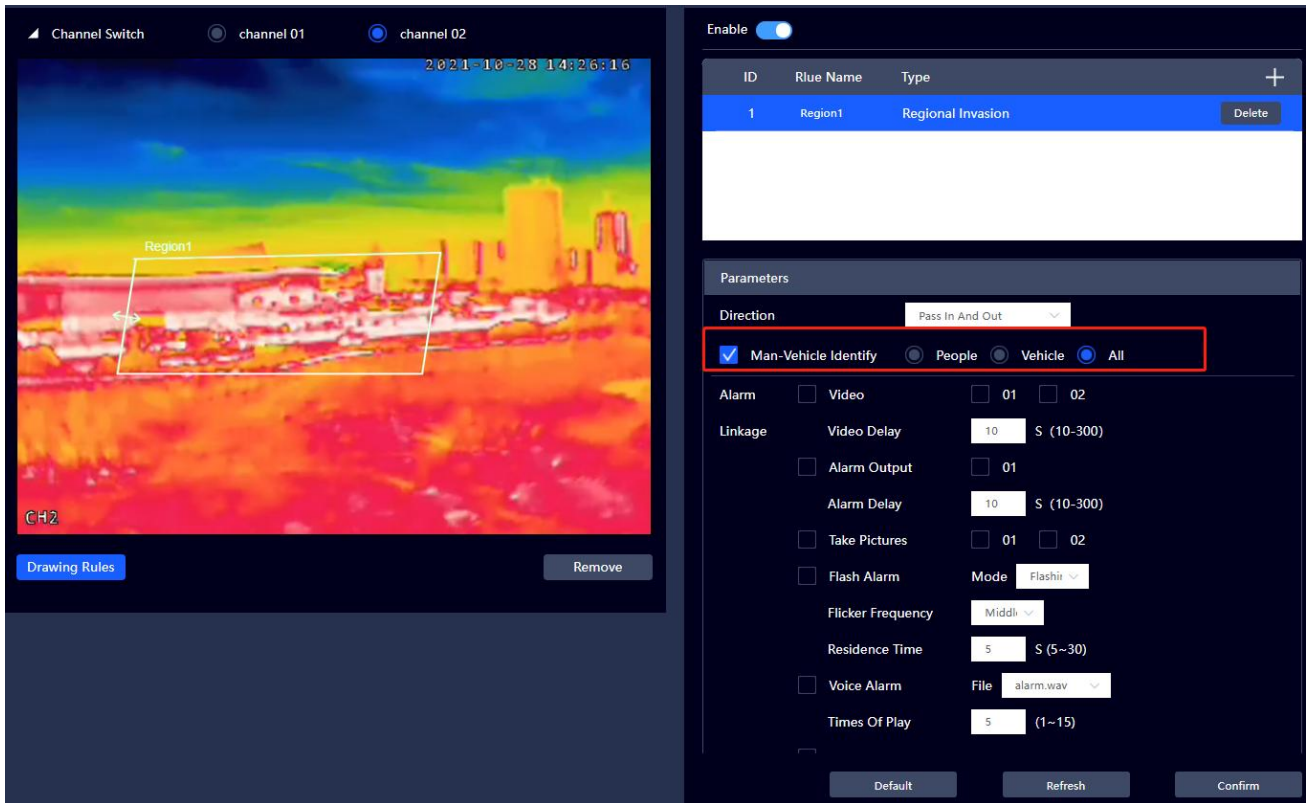 Channel Switch channel 01 channel 02
2021-10-28 14:26:16
Region1
CH2
Drawing Rules Remove
Enable
ID Rlue Name Type +
1 Region1 Regional Invasion Delete
Parameters
Direction Pass In And Out
Man-Vehicle Identify People Vehicle All
Alarm Video 01 02
Linkage Video Delay 10 S (10-300)
Alarm Output 01
Alarm Delay 10 S (10-300)
Take Pictures 01 02
Flash Alarm Mode Flashir
Flicker Frequency Middl
Residence Time 5 S (5~30)
Voice Alarm File alarm.wav
Times Of Play 5 (1~15)
Default Refresh Confirm